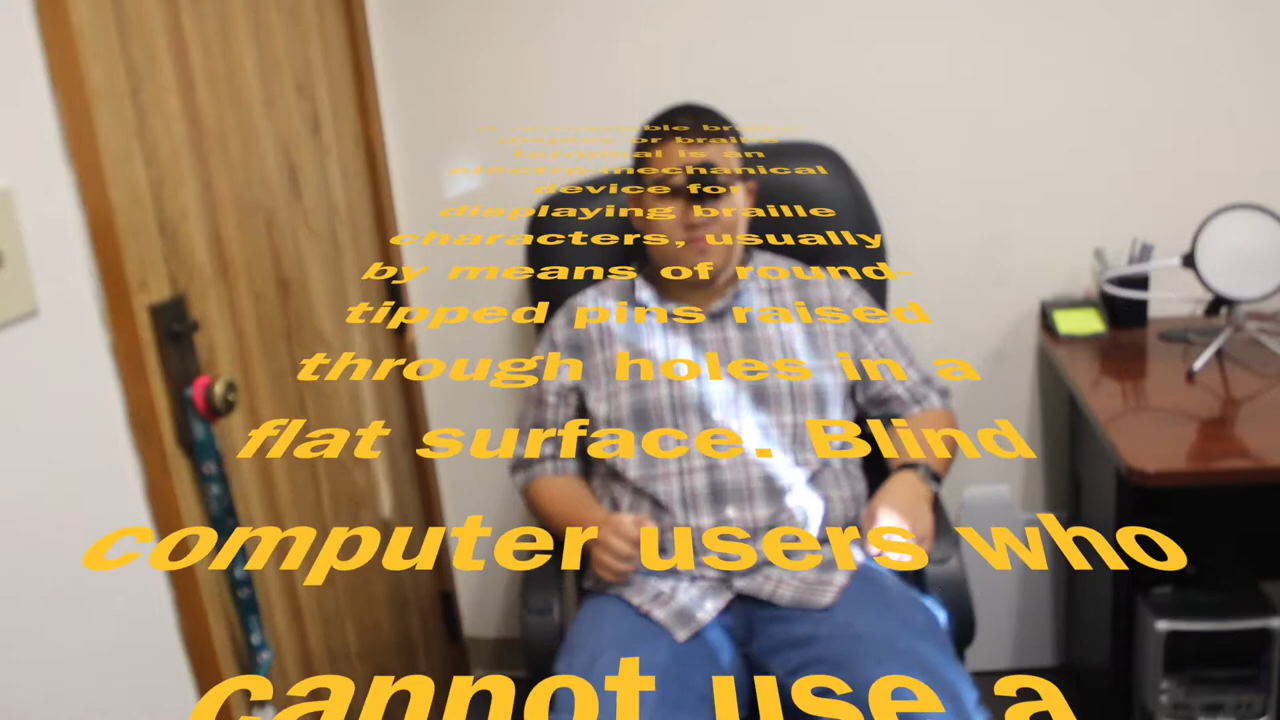 A refreshable braille
display or braille
terminal is an
electro-mechanical
device for
displaying braille
characters, usually
by means of round-
tipped pins raised
through holes in a
flat surface. Blind
computer users who
cannot use a